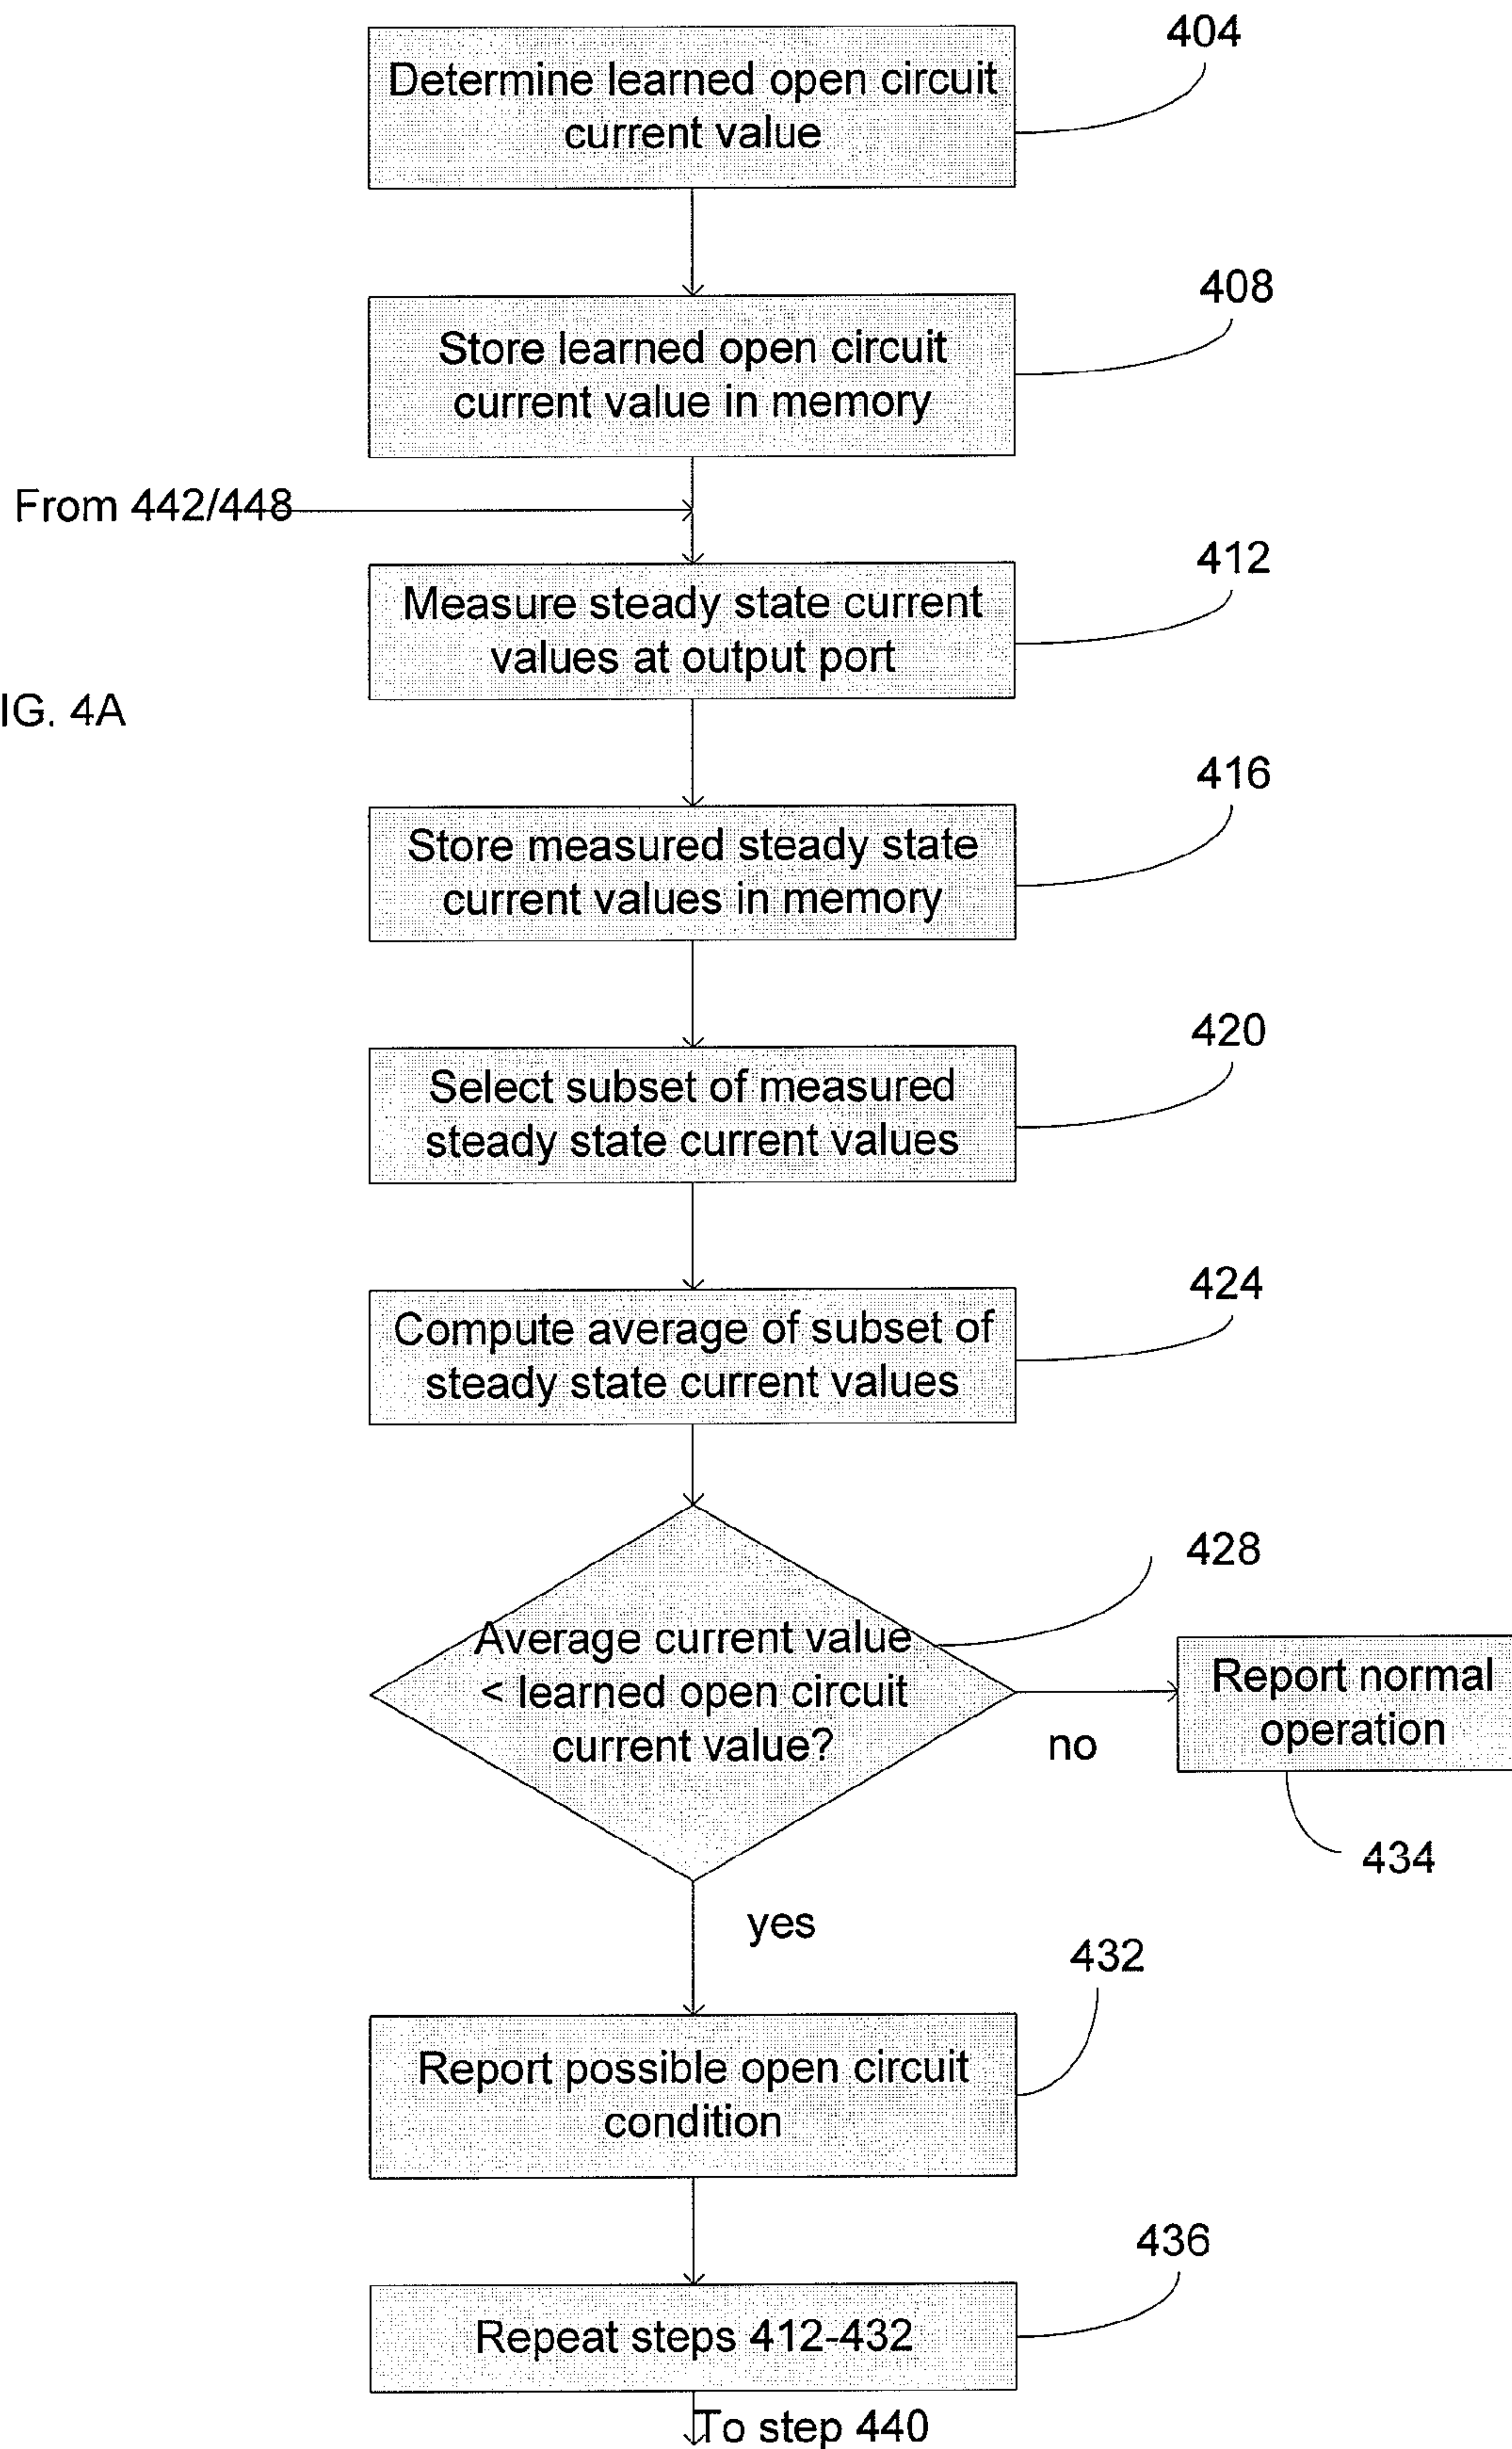 404
Determine learned open circuit
current value
408
Store learned open circuit
current value in memory
From 442/448
412
Measure steady state current
values at output port
IG. 4A
416
Store measured steady state
current values in memory
420
Select subset of measured
steady state current values
424
Compute average of subset of
steady state current values
428
Average current value
< learned open circuit
current value?
Report normal
operation
no
434
yes
432
Report possible open circuit
condition
436
Repeat steps 412-432
To step 440